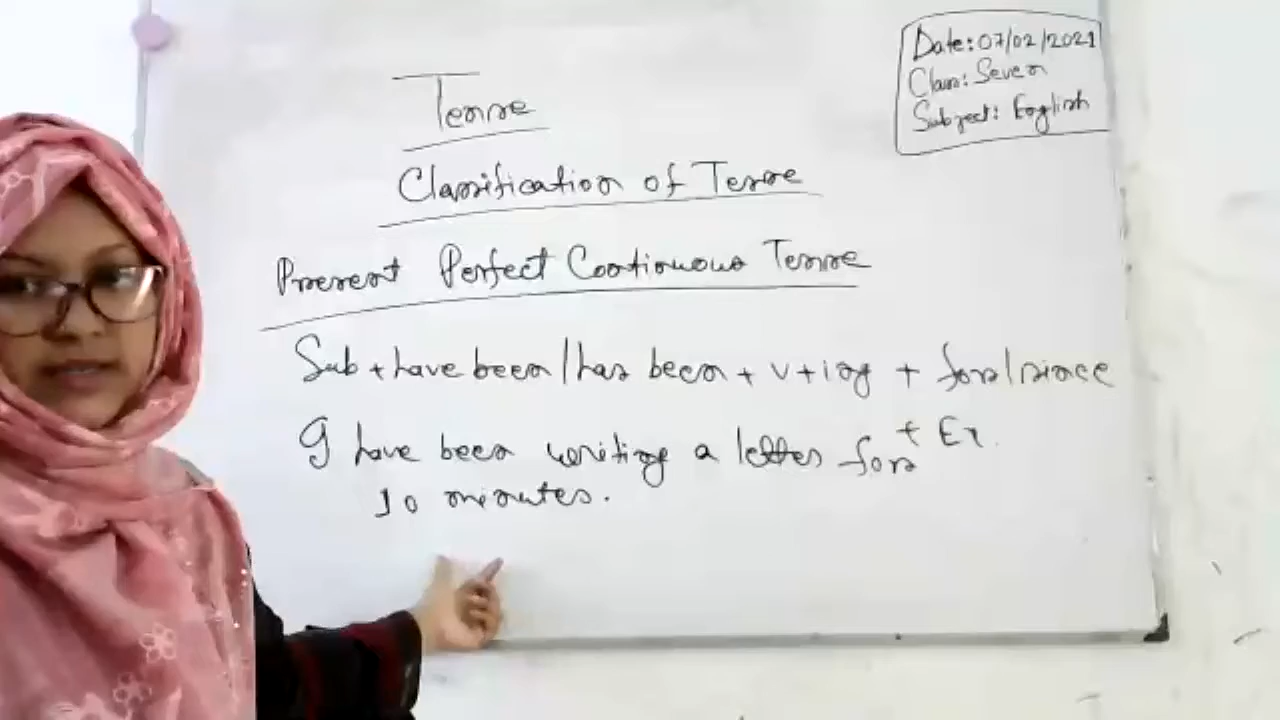 Tense
Date: 07/02/2021
Class: Seven
Subject: English
Classification of Tense
Present Perfect Continuous Tense
Sub + have been / has been + v + ing + for/since
+ Ex.
I have been writing a letter for
10 minutes.